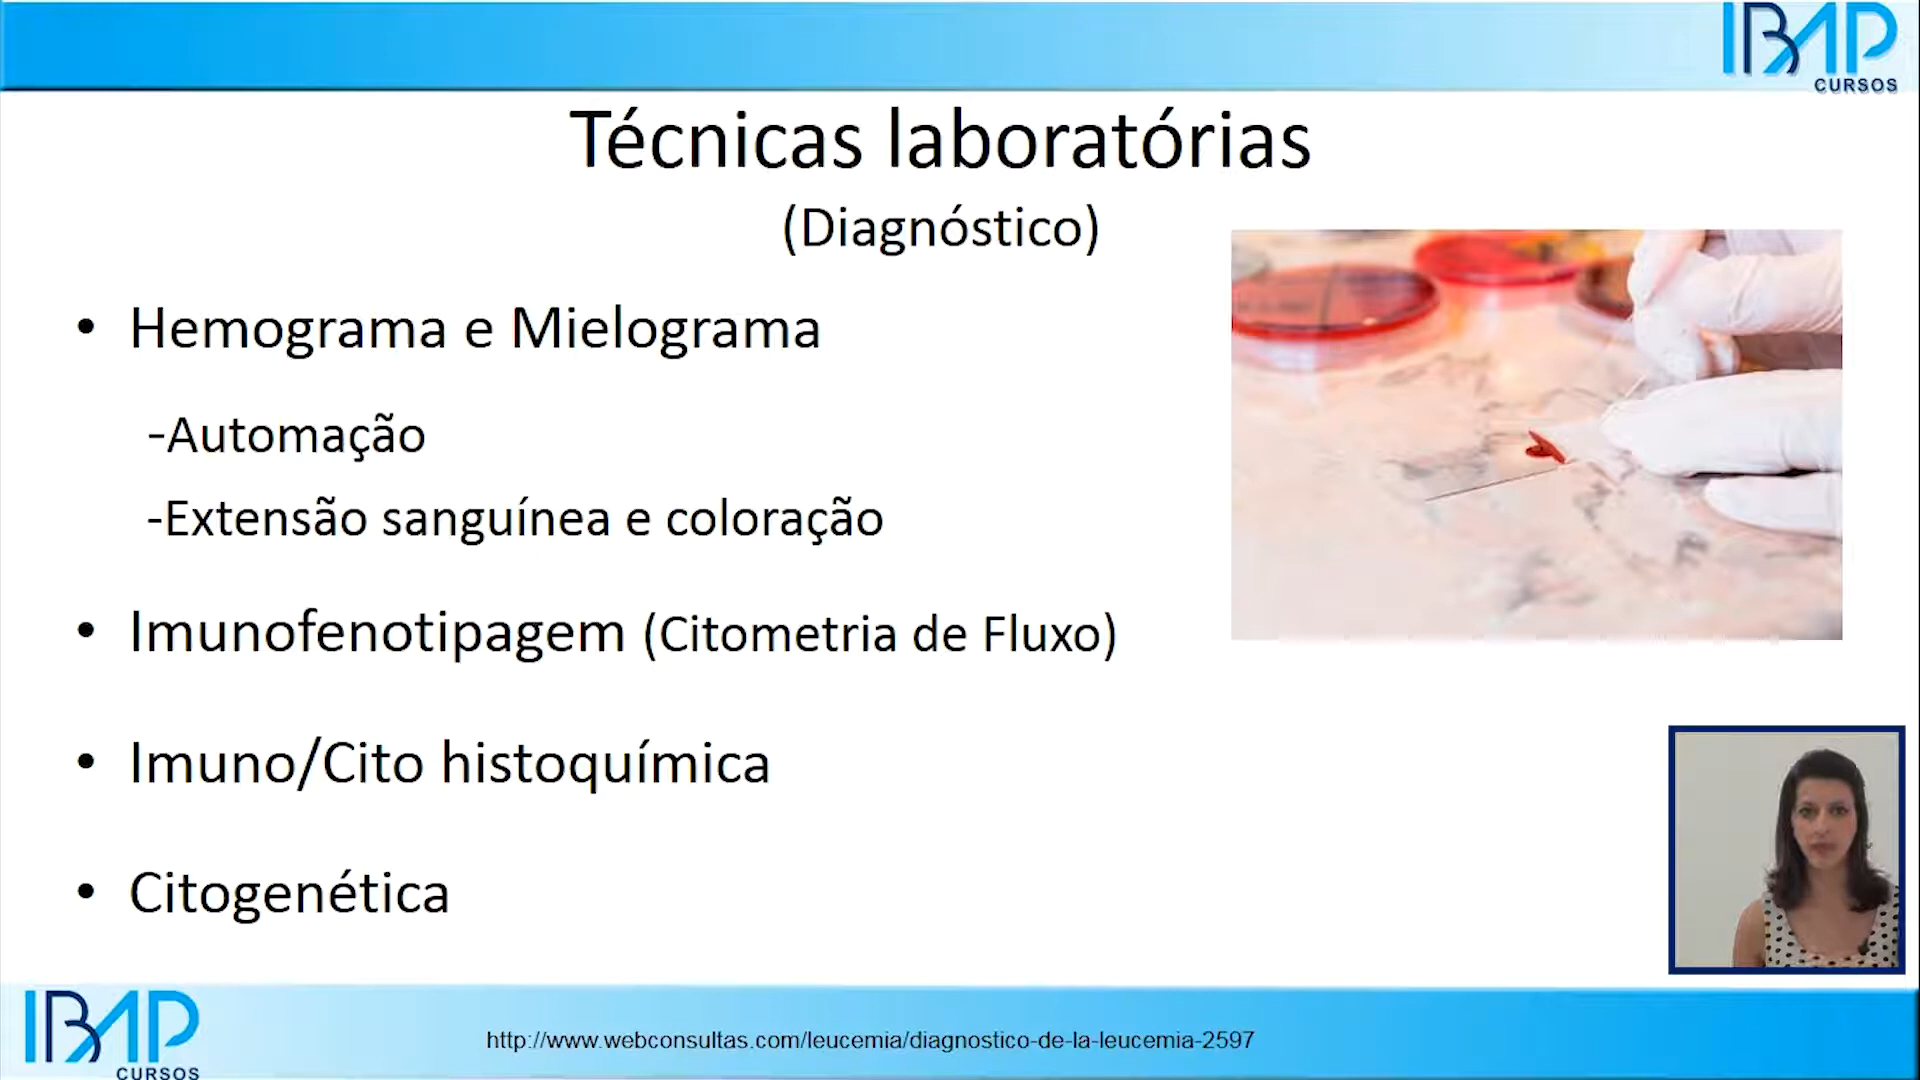 IBAP
CURSOS
Técnicas laboratórias
(Diagnóstico)
• Hemograma e Mielograma
-Automação
-Extensão sanguínea e coloração
• Imunofenotipagem (Citometria de Fluxo)
• Imuno/Cito histoquímica
• Citogenética
IBAP
CURSOS
http://www.webconsultas.com/leucemia/diagnostico-de-la-leucemia-2597